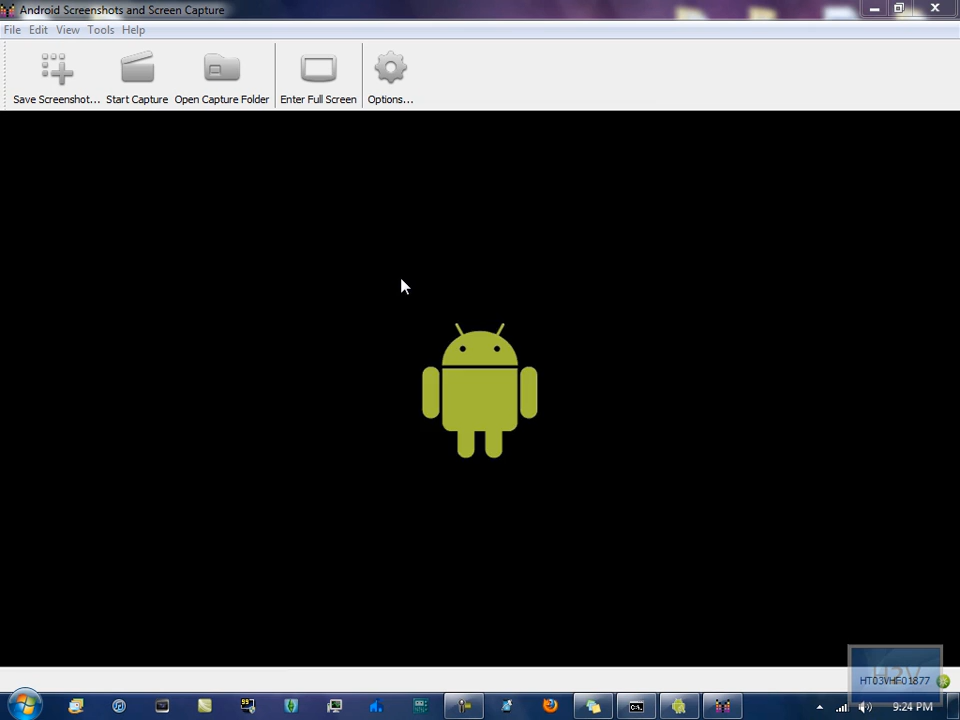 Android Screenshots and Screen Capture
File Edit View Tools Help
Save Screenshot... Start Capture Open Capture Folder Enter Full Screen Options...
HT03VHF01877
9:24 PM